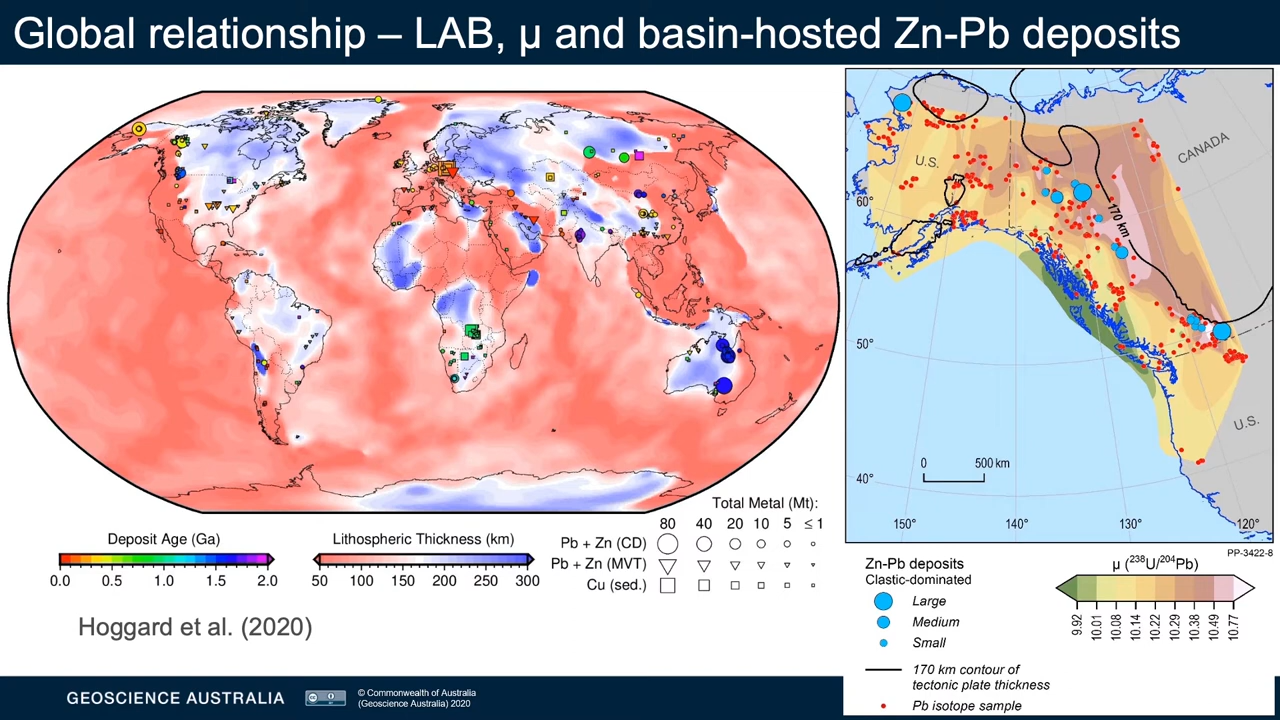 Global relationship – LAB, μ and basin-hosted Zn-Pb deposits
U.S.
CANADA
60°
170 km
50°
U.S.
0 500 km
40°
150° 140° 130° 120°
PP-3422-8
Deposit Age (Ga)
0.0 0.5 1.0 1.5 2.0
Lithospheric Thickness (km)
50 100 150 200 250 300
Total Metal (Mt):
80 40 20 10 5 ≤ 1
Pb + Zn (CD)
Pb + Zn (MVT)
Cu (sed.)
Hoggard et al. (2020)
Zn-Pb deposits
Clastic-dominated
Large
Medium
Small
170 km contour of
tectonic plate thickness
Pb isotope sample
μ (²³⁸U/²⁰⁴Pb)
9.92 10.01 10.08 10.14 10.22 10.29 10.38 10.49 10.77
GEOSCIENCE AUSTRALIA
© Commonwealth of Australia
(Geoscience Australia) 2020